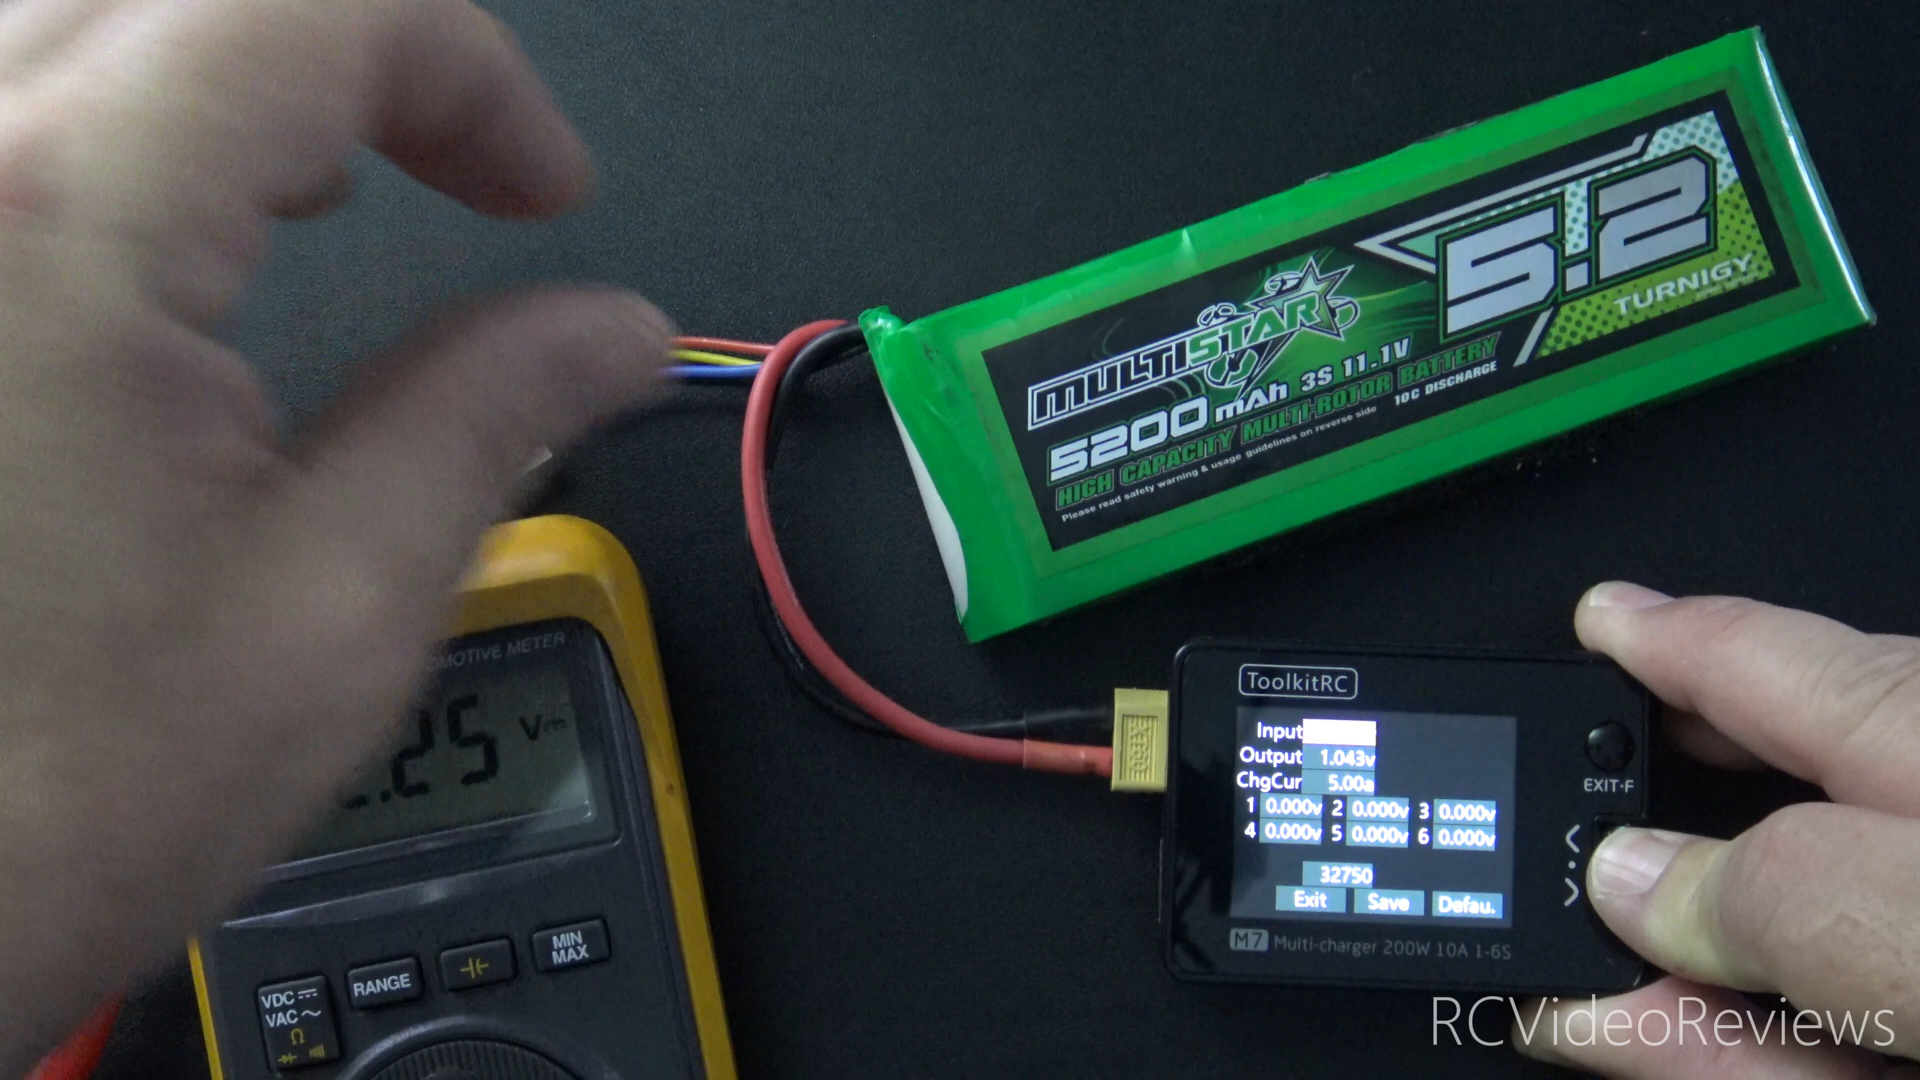 5.2
TURNIGY
MULTISTAR
5200mAh 3S 11.1V
HIGH CAPACITY MULTI-ROTOR BATTERY
Please read safety warning & usage guidelines on reverse side 10C DISCHARGE
OMOTIVE METER
.25 V
VDC
VAC
Ω
RANGE
MIN
MAX
ToolkitRC
Input
Output 1.043v
ChgCur 5.00a
1 0.000v 2 0.000v 3 0.000v
4 0.000v 5 0.000v 6 0.000v
32750
Exit Save Defau.
EXIT·F
M7 Multi-charger 200W 10A 1-6S
XT60
RCVideoReviews